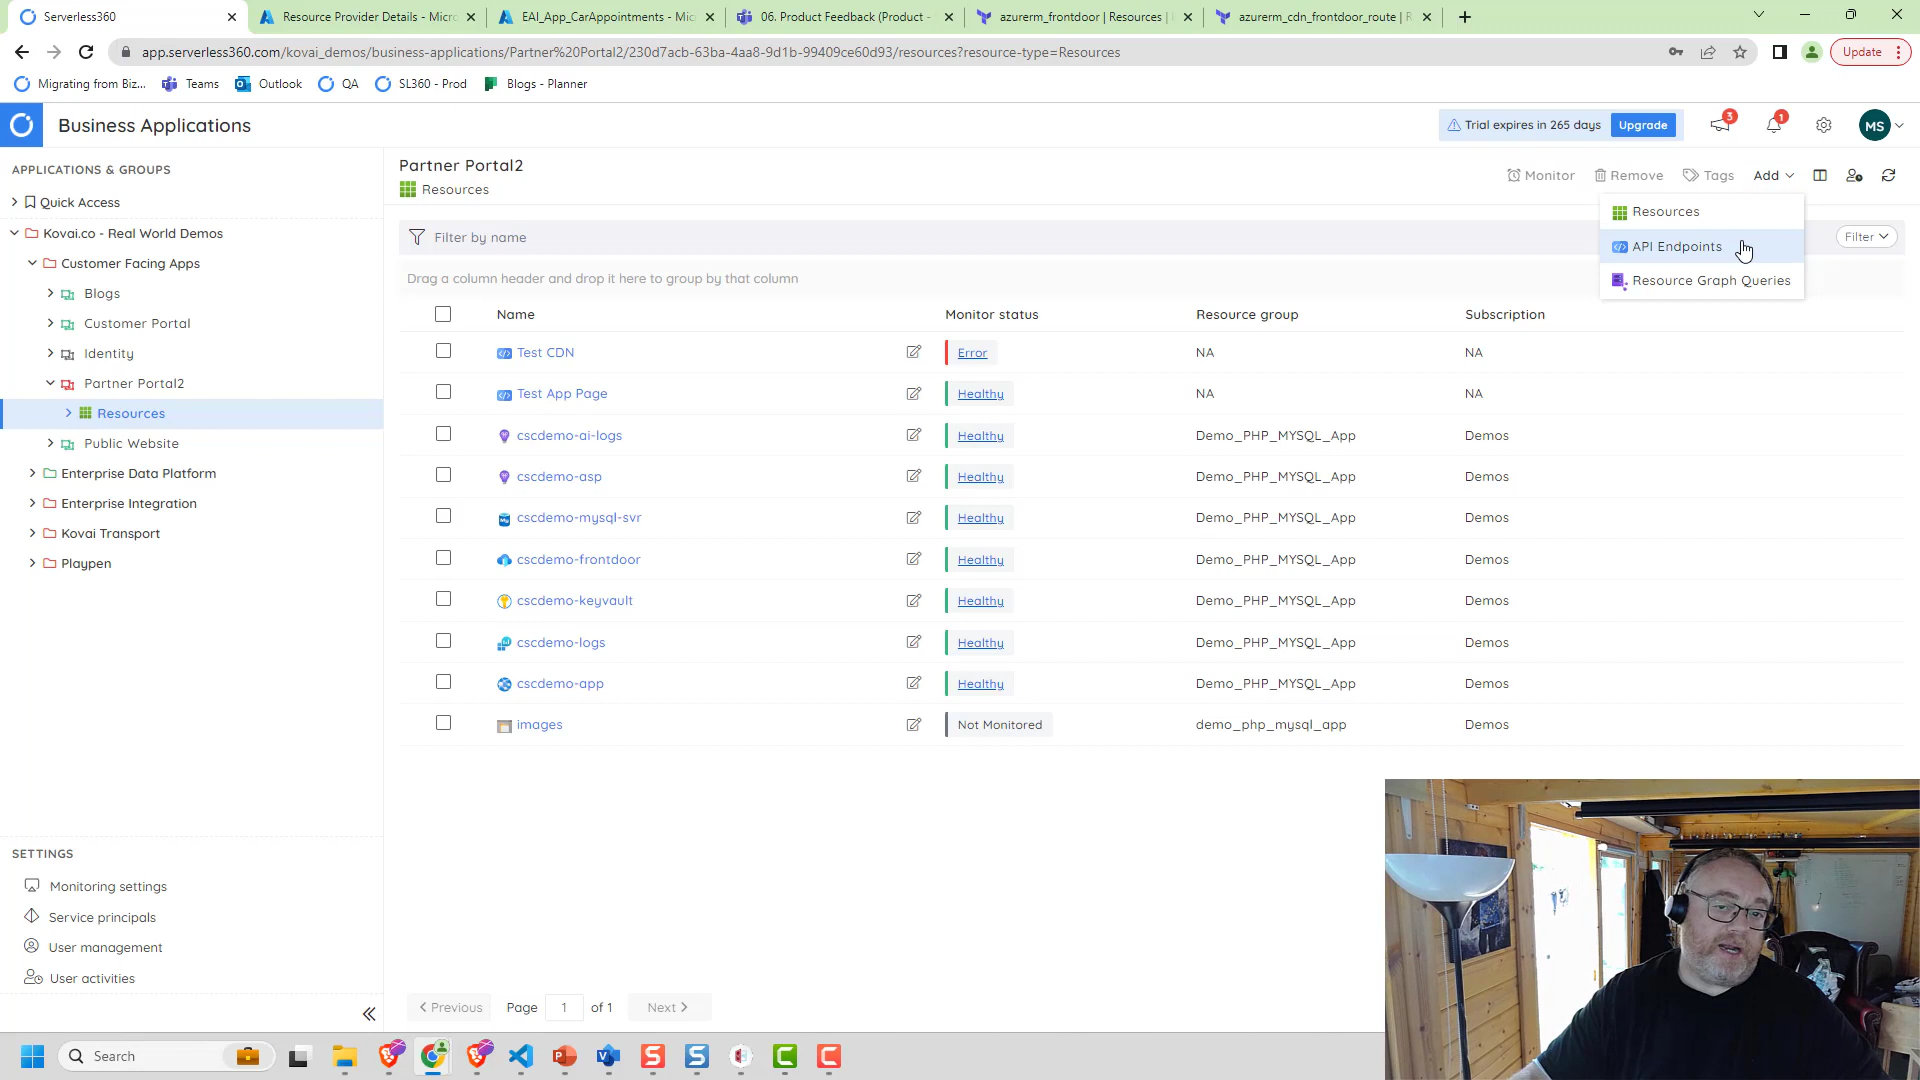 Serverless360
Resource Provider Details - Micro
EAI_App_CarAppointments - Mic
06. Product Feedback (Product -
azurerm_frontdoor | Resources |
azurerm_cdn_frontdoor_route | R
app.serverless360.com/kovai_demos/business-applications/Partner%20Portal2/230d7acb-63ba-4aa8-9d1b-99409ce60d93/resources?resource-type=Resources
Update
Migrating from Biz...
Teams
Outlook
QA
SL360 - Prod
Blogs - Planner
Business Applications
Trial expires in 265 days
Upgrade
3
1
MS
APPLICATIONS & GROUPS
Quick Access
Kovai.co - Real World Demos
Customer Facing Apps
Blogs
Customer Portal
Identity
Partner Portal2
Resources
Public Website
Enterprise Data Platform
Enterprise Integration
Kovai Transport
Playpen
SETTINGS
Monitoring settings
Service principals
User management
User activities
Partner Portal2
Resources
Monitor
Remove
Tags
Add
Resources
API Endpoints
Resource Graph Queries
Filter by name
Filter
Drag a column header and drop it here to group by that column
Name Monitor status Resource group Subscription
Test CDN Error NA NA
Test App Page Healthy NA NA
cscdemo-ai-logs Healthy Demo_PHP_MYSQL_App Demos
cscdemo-asp Healthy Demo_PHP_MYSQL_App Demos
cscdemo-mysql-svr Healthy Demo_PHP_MYSQL_App Demos
cscdemo-frontdoor Healthy Demo_PHP_MYSQL_App Demos
cscdemo-keyvault Healthy Demo_PHP_MYSQL_App Demos
cscdemo-logs Healthy Demo_PHP_MYSQL_App Demos
cscdemo-app Healthy Demo_PHP_MYSQL_App Demos
images Not Monitored demo_php_mysql_app Demos
Previous Page 1 of 1 Next
Search